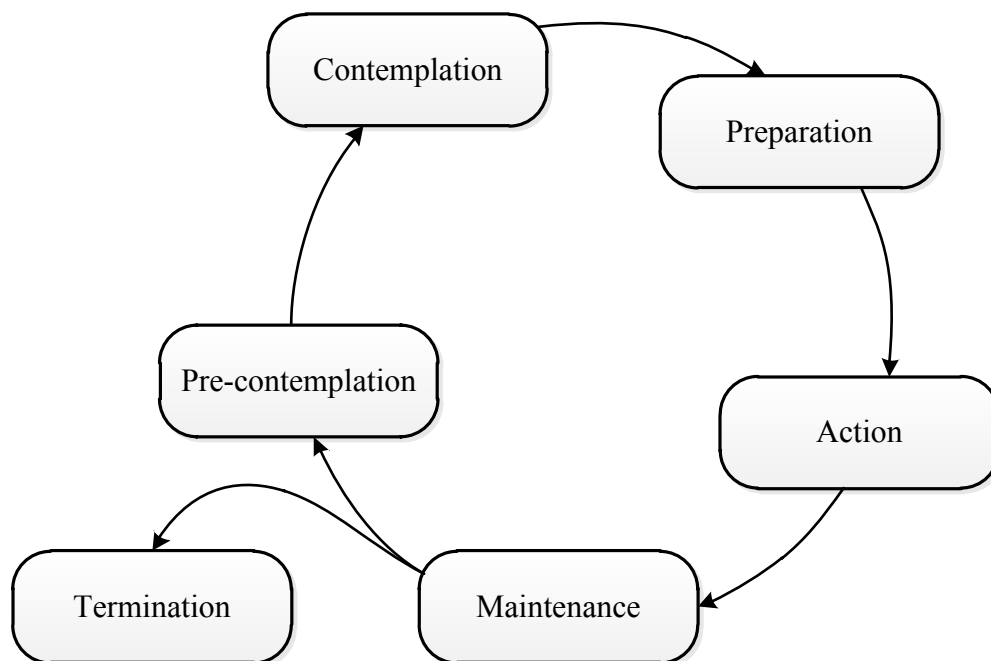 Contemplation
Preparation
Pre-contemplation
Action
Termination
Maintenance